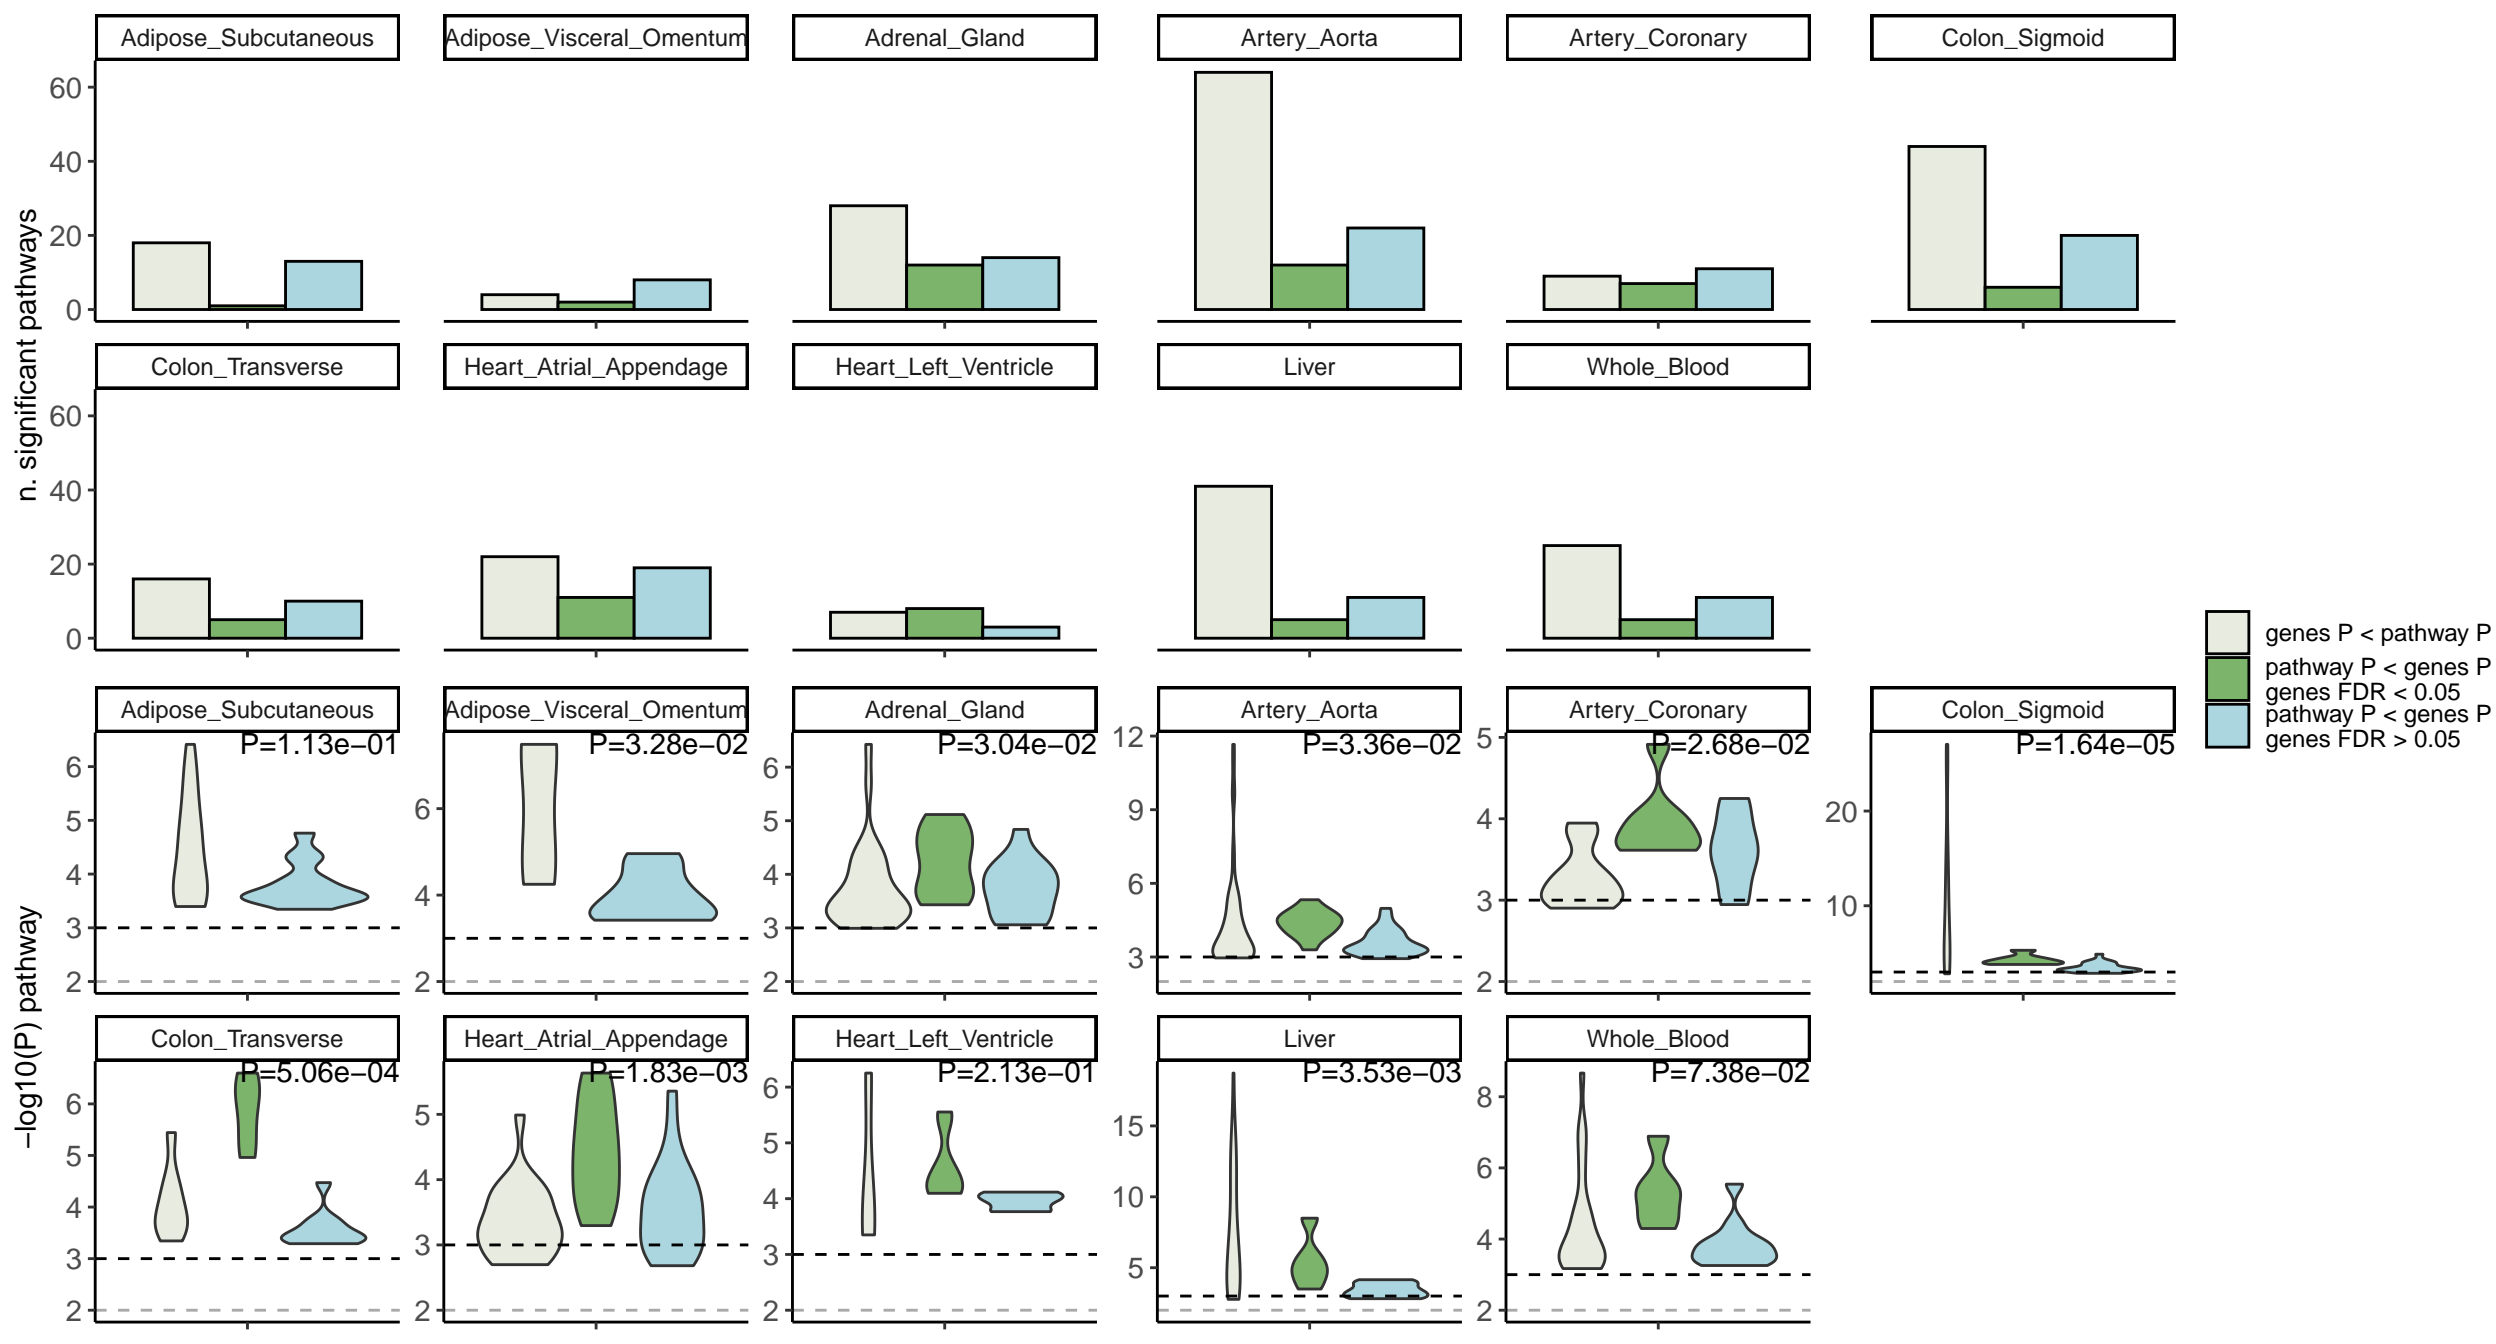 Adipose_Subcutaneous
Adipose_Visceral_Omentum
Adrenal_Gland
Artery_Aorta
Artery_Coronary
Colon_Sigmoid
n. significant pathways
60
40
20
0
Colon_Transverse
Heart_Atrial_Appendage
Heart_Left_Ventricle
Liver
Whole_Blood
60
40
20
0
genes P < pathway P
pathway P < genes P
genes FDR < 0.05
pathway P < genes P
genes FDR > 0.05
−log10(P) pathway
Adipose_Subcutaneous
P=1.13e−01
6
5
4
3
2
Adipose_Visceral_Omentum
P=3.28e−02
6
4
2
Adrenal_Gland
P=3.04e−02
6
5
4
3
2
Artery_Aorta
P=3.36e−02
12
9
6
3
Artery_Coronary
P=2.68e−02
5
4
3
2
Colon_Sigmoid
P=1.64e−05
20
10
Colon_Transverse
P=5.06e−04
6
5
4
3
2
Heart_Atrial_Appendage
P=1.83e−03
5
4
3
2
Heart_Left_Ventricle
P=2.13e−01
6
5
4
3
2
Liver
P=3.53e−03
15
10
5
Whole_Blood
P=7.38e−02
8
6
4
2